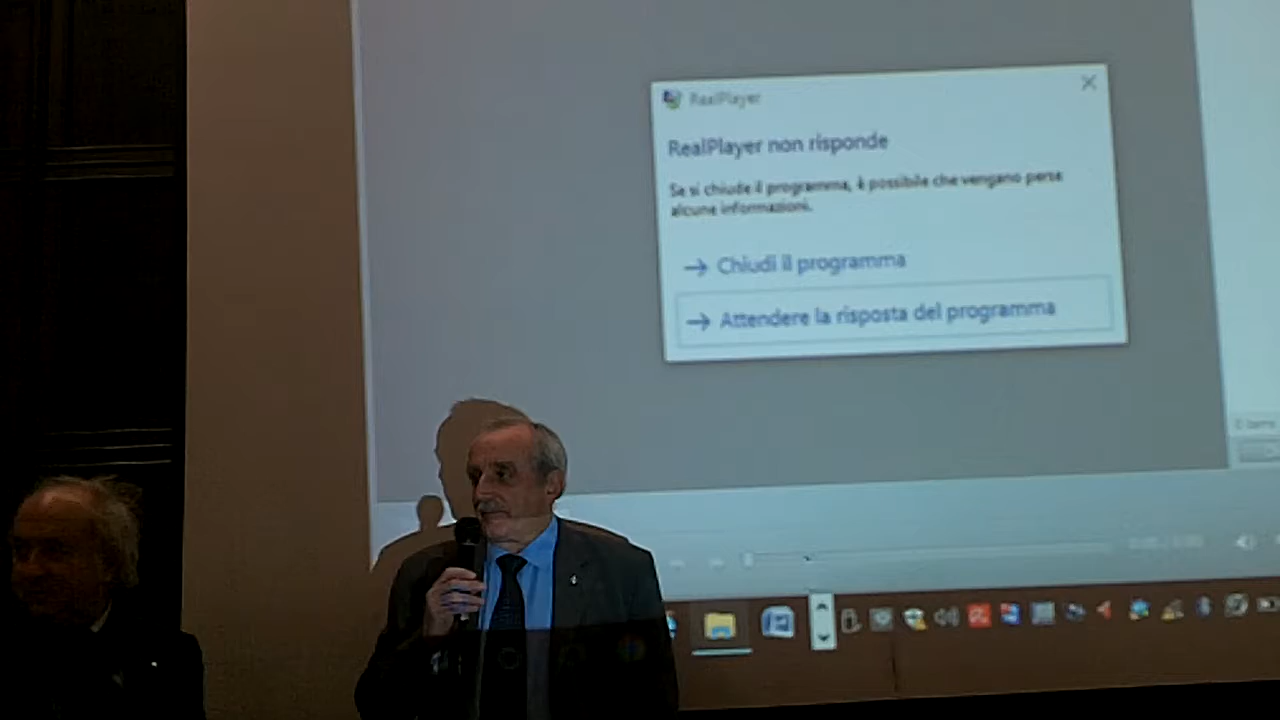 RealPlayer
RealPlayer non risponde
Se si chiude il programma, è possibile che vengano perse
alcune informazioni.
→ Chiudi il programma
→ Attendere la risposta del programma